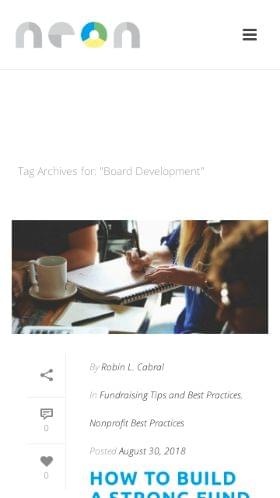 neon
Tag Archives for: "Board Development"
By Robin L. Cabral
In Fundraising Tips and Best Practices,
Nonprofit Best Practices
Posted August 30, 2018
0
0
HOW TO BUILD
A STRONG FUND